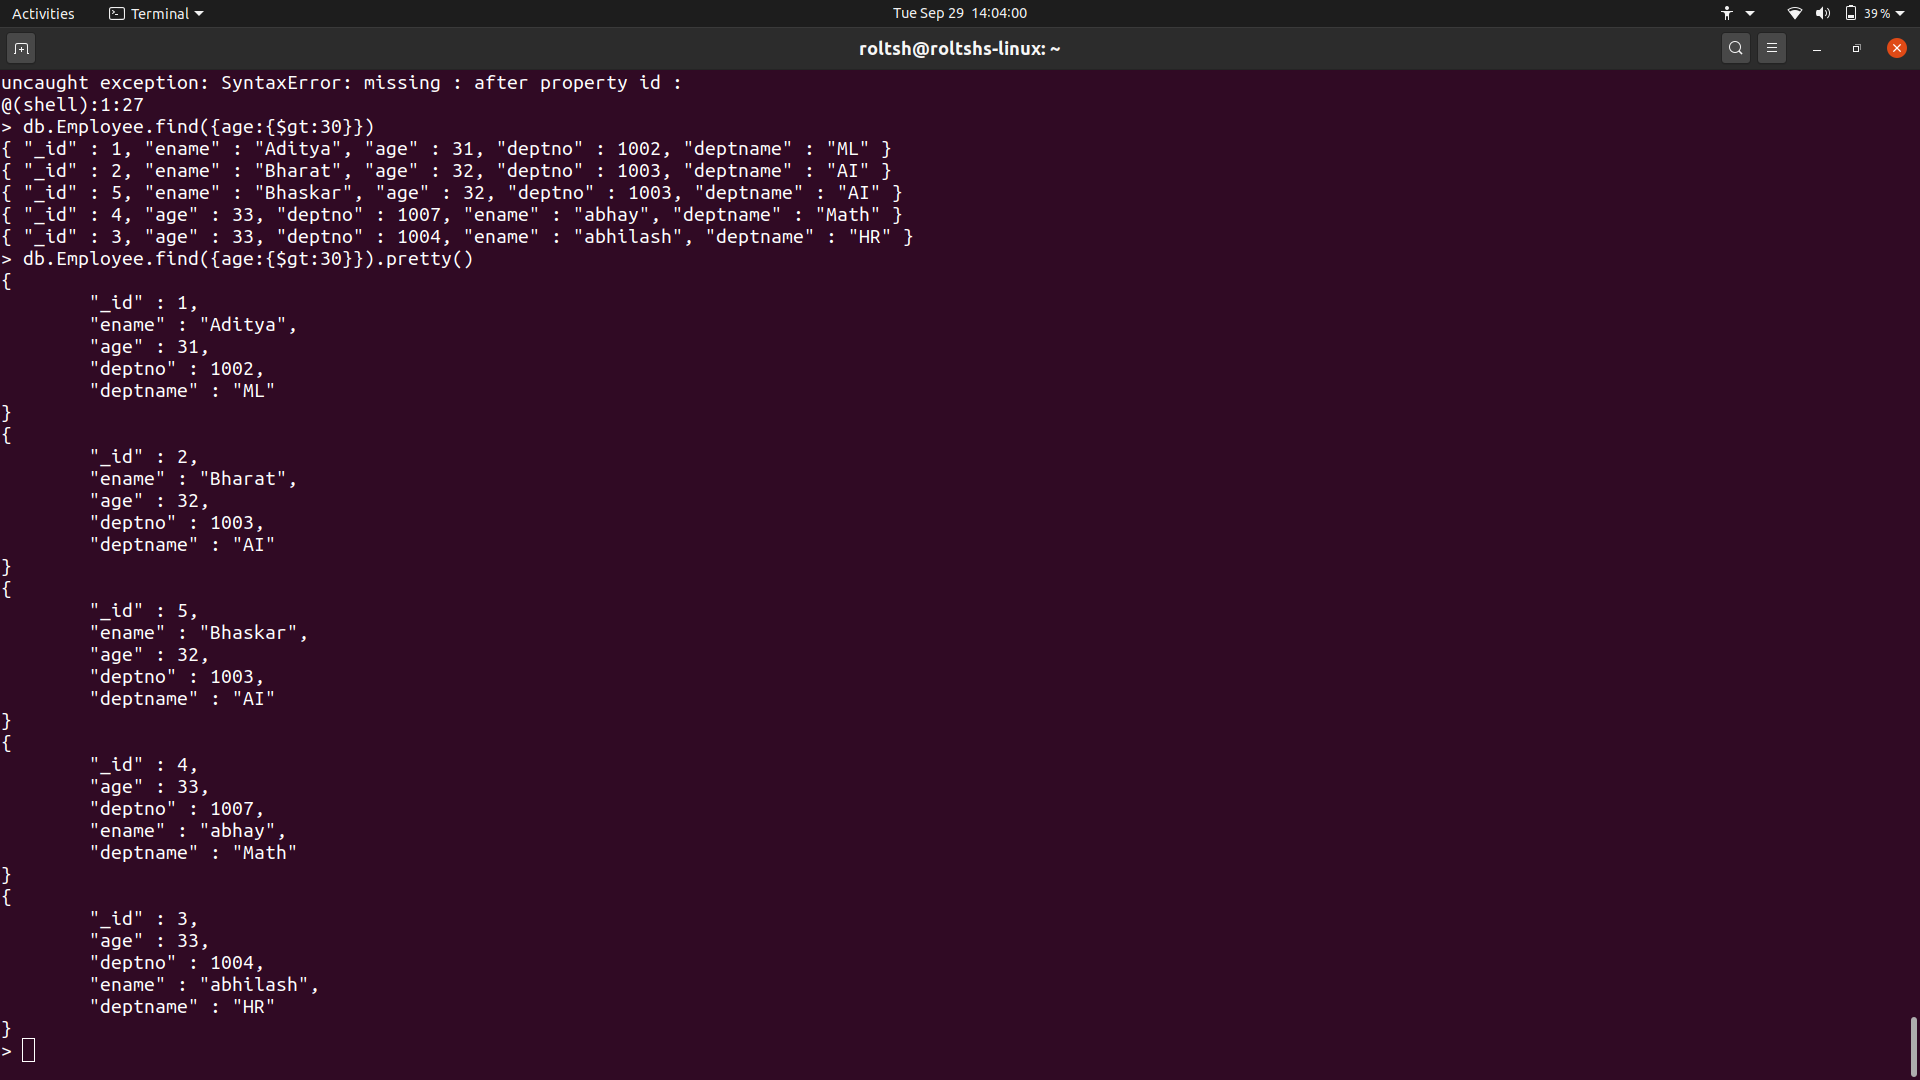 Activities Terminal Tue Sep 29 14:04:00 39 %
roltsh@roltshs-linux: ~
uncaught exception: SyntaxError: missing : after property id :
@(shell):1:27
> db.Employee.find({age:{$gt:30}})
{ "_id" : 1, "ename" : "Aditya", "age" : 31, "deptno" : 1002, "deptname" : "ML" }
{ "_id" : 2, "ename" : "Bharat", "age" : 32, "deptno" : 1003, "deptname" : "AI" }
{ "_id" : 5, "ename" : "Bhaskar", "age" : 32, "deptno" : 1003, "deptname" : "AI" }
{ "_id" : 4, "age" : 33, "deptno" : 1007, "ename" : "abhay", "deptname" : "Math" }
{ "_id" : 3, "age" : 33, "deptno" : 1004, "ename" : "abhilash", "deptname" : "HR" }
> db.Employee.find({age:{$gt:30}}).pretty()
{
        "_id" : 1,
        "ename" : "Aditya",
        "age" : 31,
        "deptno" : 1002,
        "deptname" : "ML"
}
{
        "_id" : 2,
        "ename" : "Bharat",
        "age" : 32,
        "deptno" : 1003,
        "deptname" : "AI"
}
{
        "_id" : 5,
        "ename" : "Bhaskar",
        "age" : 32,
        "deptno" : 1003,
        "deptname" : "AI"
}
{
        "_id" : 4,
        "age" : 33,
        "deptno" : 1007,
        "ename" : "abhay",
        "deptname" : "Math"
}
{
        "_id" : 3,
        "age" : 33,
        "deptno" : 1004,
        "ename" : "abhilash",
        "deptname" : "HR"
}
>